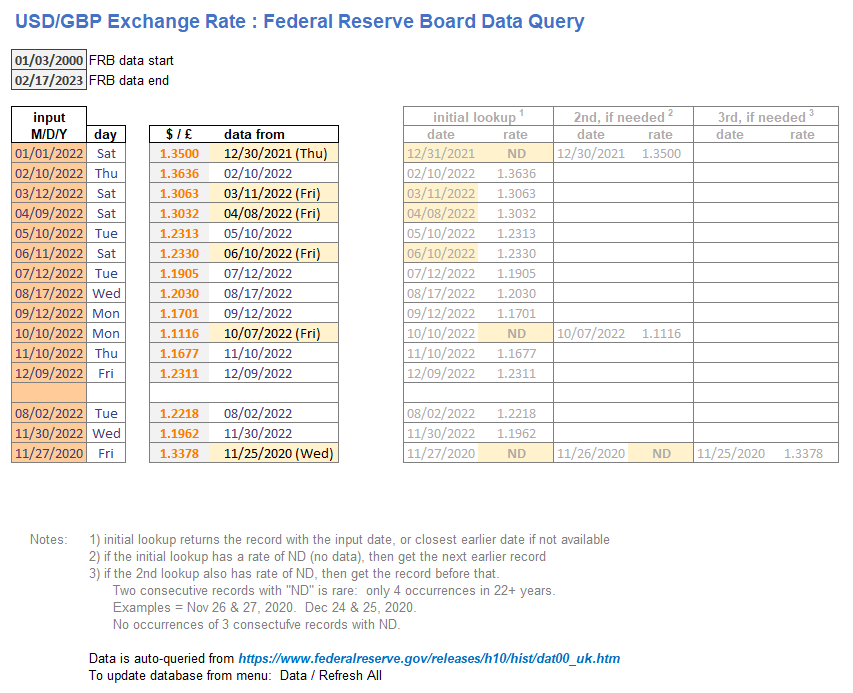 USD/GBP Exchange Rate : Federal Reserve Board Data Query
01/03/2000 FRB data start
02/17/2023 FRB data end
input initial lookup 1 2nd, if needed 2 3rd, if needed 3
M/D/Y day $ / £ data from date rate date rate date rate
01/01/2022 Sat 1.3500 12/30/2021 (Thu) 12/31/2021 ND 12/30/2021 1.3500
02/10/2022 Thu 1.3636 02/10/2022 02/10/2022 1.3636
03/12/2022 Sat 1.3063 03/11/2022 (Fri) 03/11/2022 1.3063
04/09/2022 Sat 1.3032 04/08/2022 (Fri) 04/08/2022 1.3032
05/10/2022 Tue 1.2313 05/10/2022 05/10/2022 1.2313
06/11/2022 Sat 1.2330 06/10/2022 (Fri) 06/10/2022 1.2330
07/12/2022 Tue 1.1905 07/12/2022 07/12/2022 1.1905
08/17/2022 Wed 1.2030 08/17/2022 08/17/2022 1.2030
09/12/2022 Mon 1.1701 09/12/2022 09/12/2022 1.1701
10/10/2022 Mon 1.1116 10/07/2022 (Fri) 10/10/2022 ND 10/07/2022 1.1116
11/10/2022 Thu 1.1677 11/10/2022 11/10/2022 1.1677
12/09/2022 Fri 1.2311 12/09/2022 12/09/2022 1.2311
08/02/2022 Tue 1.2218 08/02/2022 08/02/2022 1.2218
11/30/2022 Wed 1.1962 11/30/2022 11/30/2022 1.1962
11/27/2020 Fri 1.3378 11/25/2020 (Wed) 11/27/2020 ND 11/26/2020 ND 11/25/2020 1.3378
Notes: 1) initial lookup returns the record with the input date, or closest earlier date if not available
2) if the initial lookup has a rate of ND (no data), then get the next earlier record
3) if the 2nd lookup also has rate of ND, then get the record before that.
Two consecutive records with "ND" is rare: only 4 occurrences in 22+ years.
Examples = Nov 26 & 27, 2020. Dec 24 & 25, 2020.
No occurrences of 3 consectufve records with ND.
Data is auto-queried from https://www.federalreserve.gov/releases/h10/hist/dat00_uk.htm
To update database from menu: Data / Refresh All